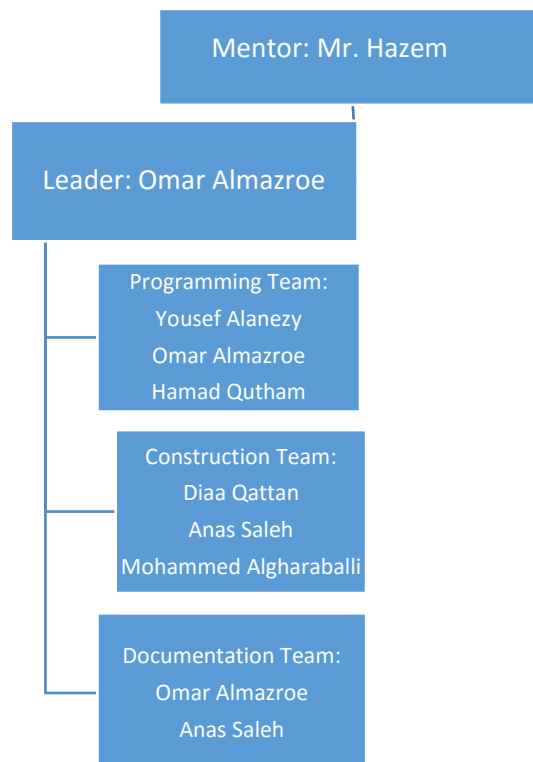 Mentor: Mr. Hazem
Leader: Omar Almazroe
Programming Team:
Yousef Alanezy
Omar Almazroe
Hamad Qutham
Construction Team:
Diaa Qattan
Anas Saleh
Mohammed Algharaballi
Documentation Team:
Omar Almazroe
Anas Saleh